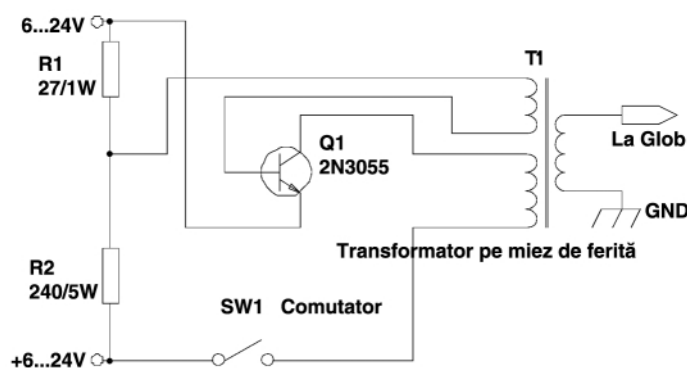 6...24V
R1
27/1W
T1
Q1
2N3055
La Glob
GND
Transformator pe miez de ferită
R2
240/5W
SW1 Comutator
+6...24V